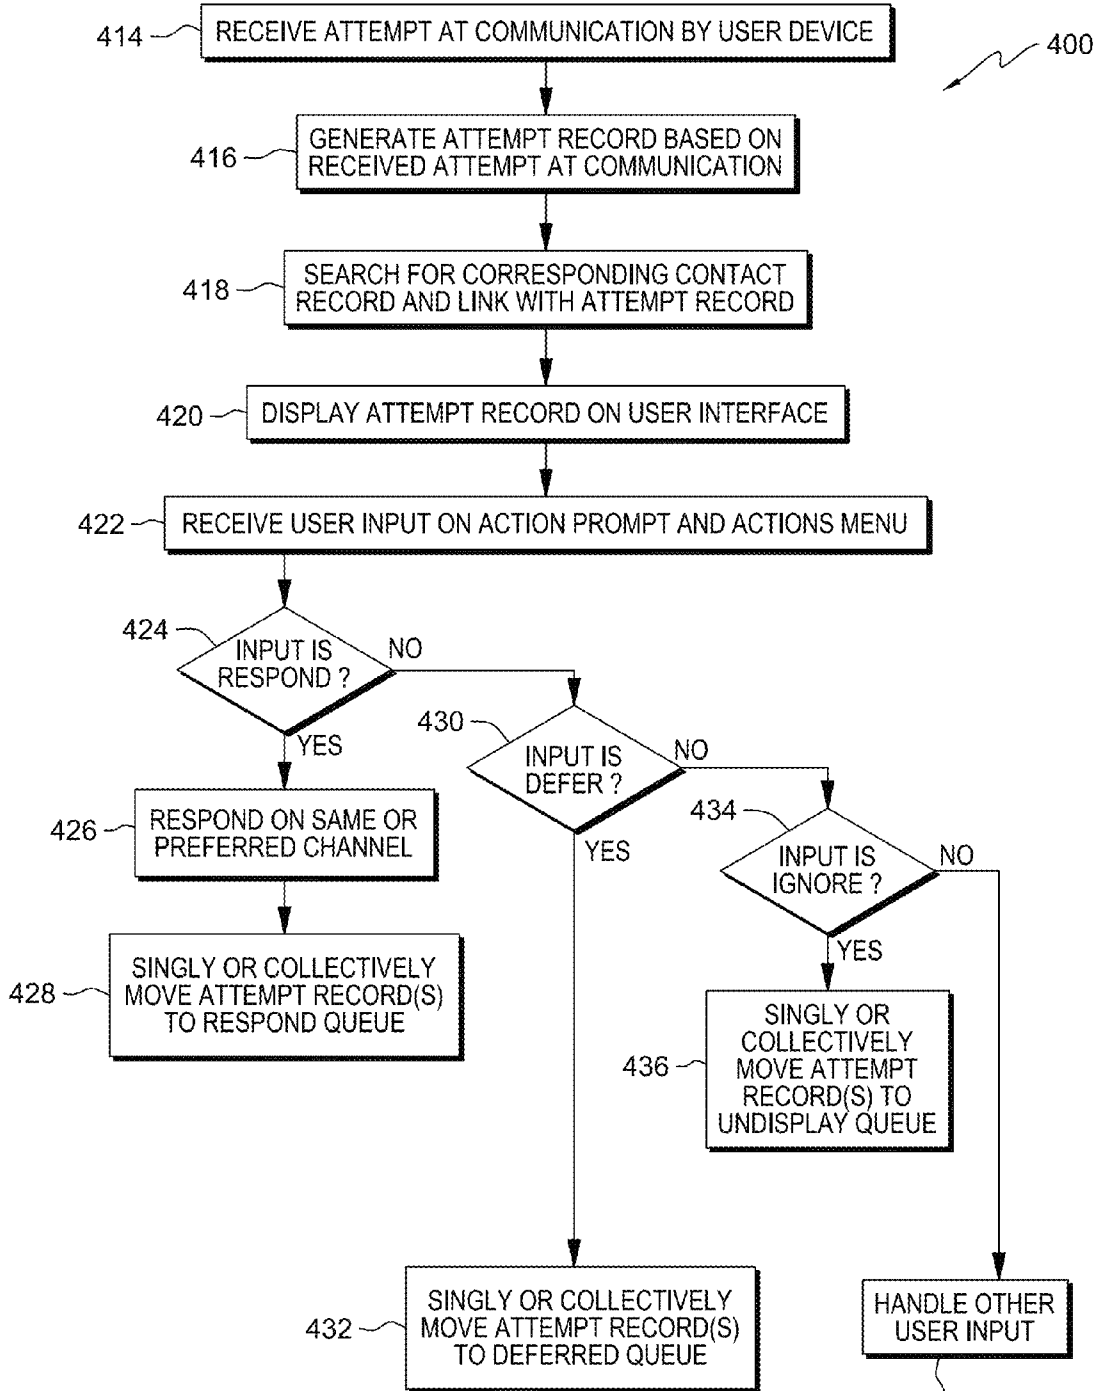 414
RECEIVE ATTEMPT AT COMMUNICATION BY USER DEVICE
400
416
GENERATE ATTEMPT RECORD BASED ON
RECEIVED ATTEMPT AT COMMUNICATION
418
SEARCH FOR CORRESPONDING CONTACT
RECORD AND LINK WITH ATTEMPT RECORD
420
DISPLAY ATTEMPT RECORD ON USER INTERFACE
422
RECEIVE USER INPUT ON ACTION PROMPT AND ACTIONS MENU
424
INPUT IS
RESPOND ?
NO
YES
426
RESPOND ON SAME OR
PREFERRED CHANNEL
428
SINGLY OR COLLECTIVELY
MOVE ATTEMPT RECORD(S)
TO RESPOND QUEUE
430
INPUT IS
DEFER ?
NO
YES
432
SINGLY OR COLLECTIVELY
MOVE ATTEMPT RECORD(S)
TO DEFERRED QUEUE
434
INPUT IS
IGNORE ?
NO
YES
436
SINGLY OR
COLLECTIVELY
MOVE ATTEMPT
RECORD(S) TO
UNDISPLAY QUEUE
HANDLE OTHER
USER INPUT